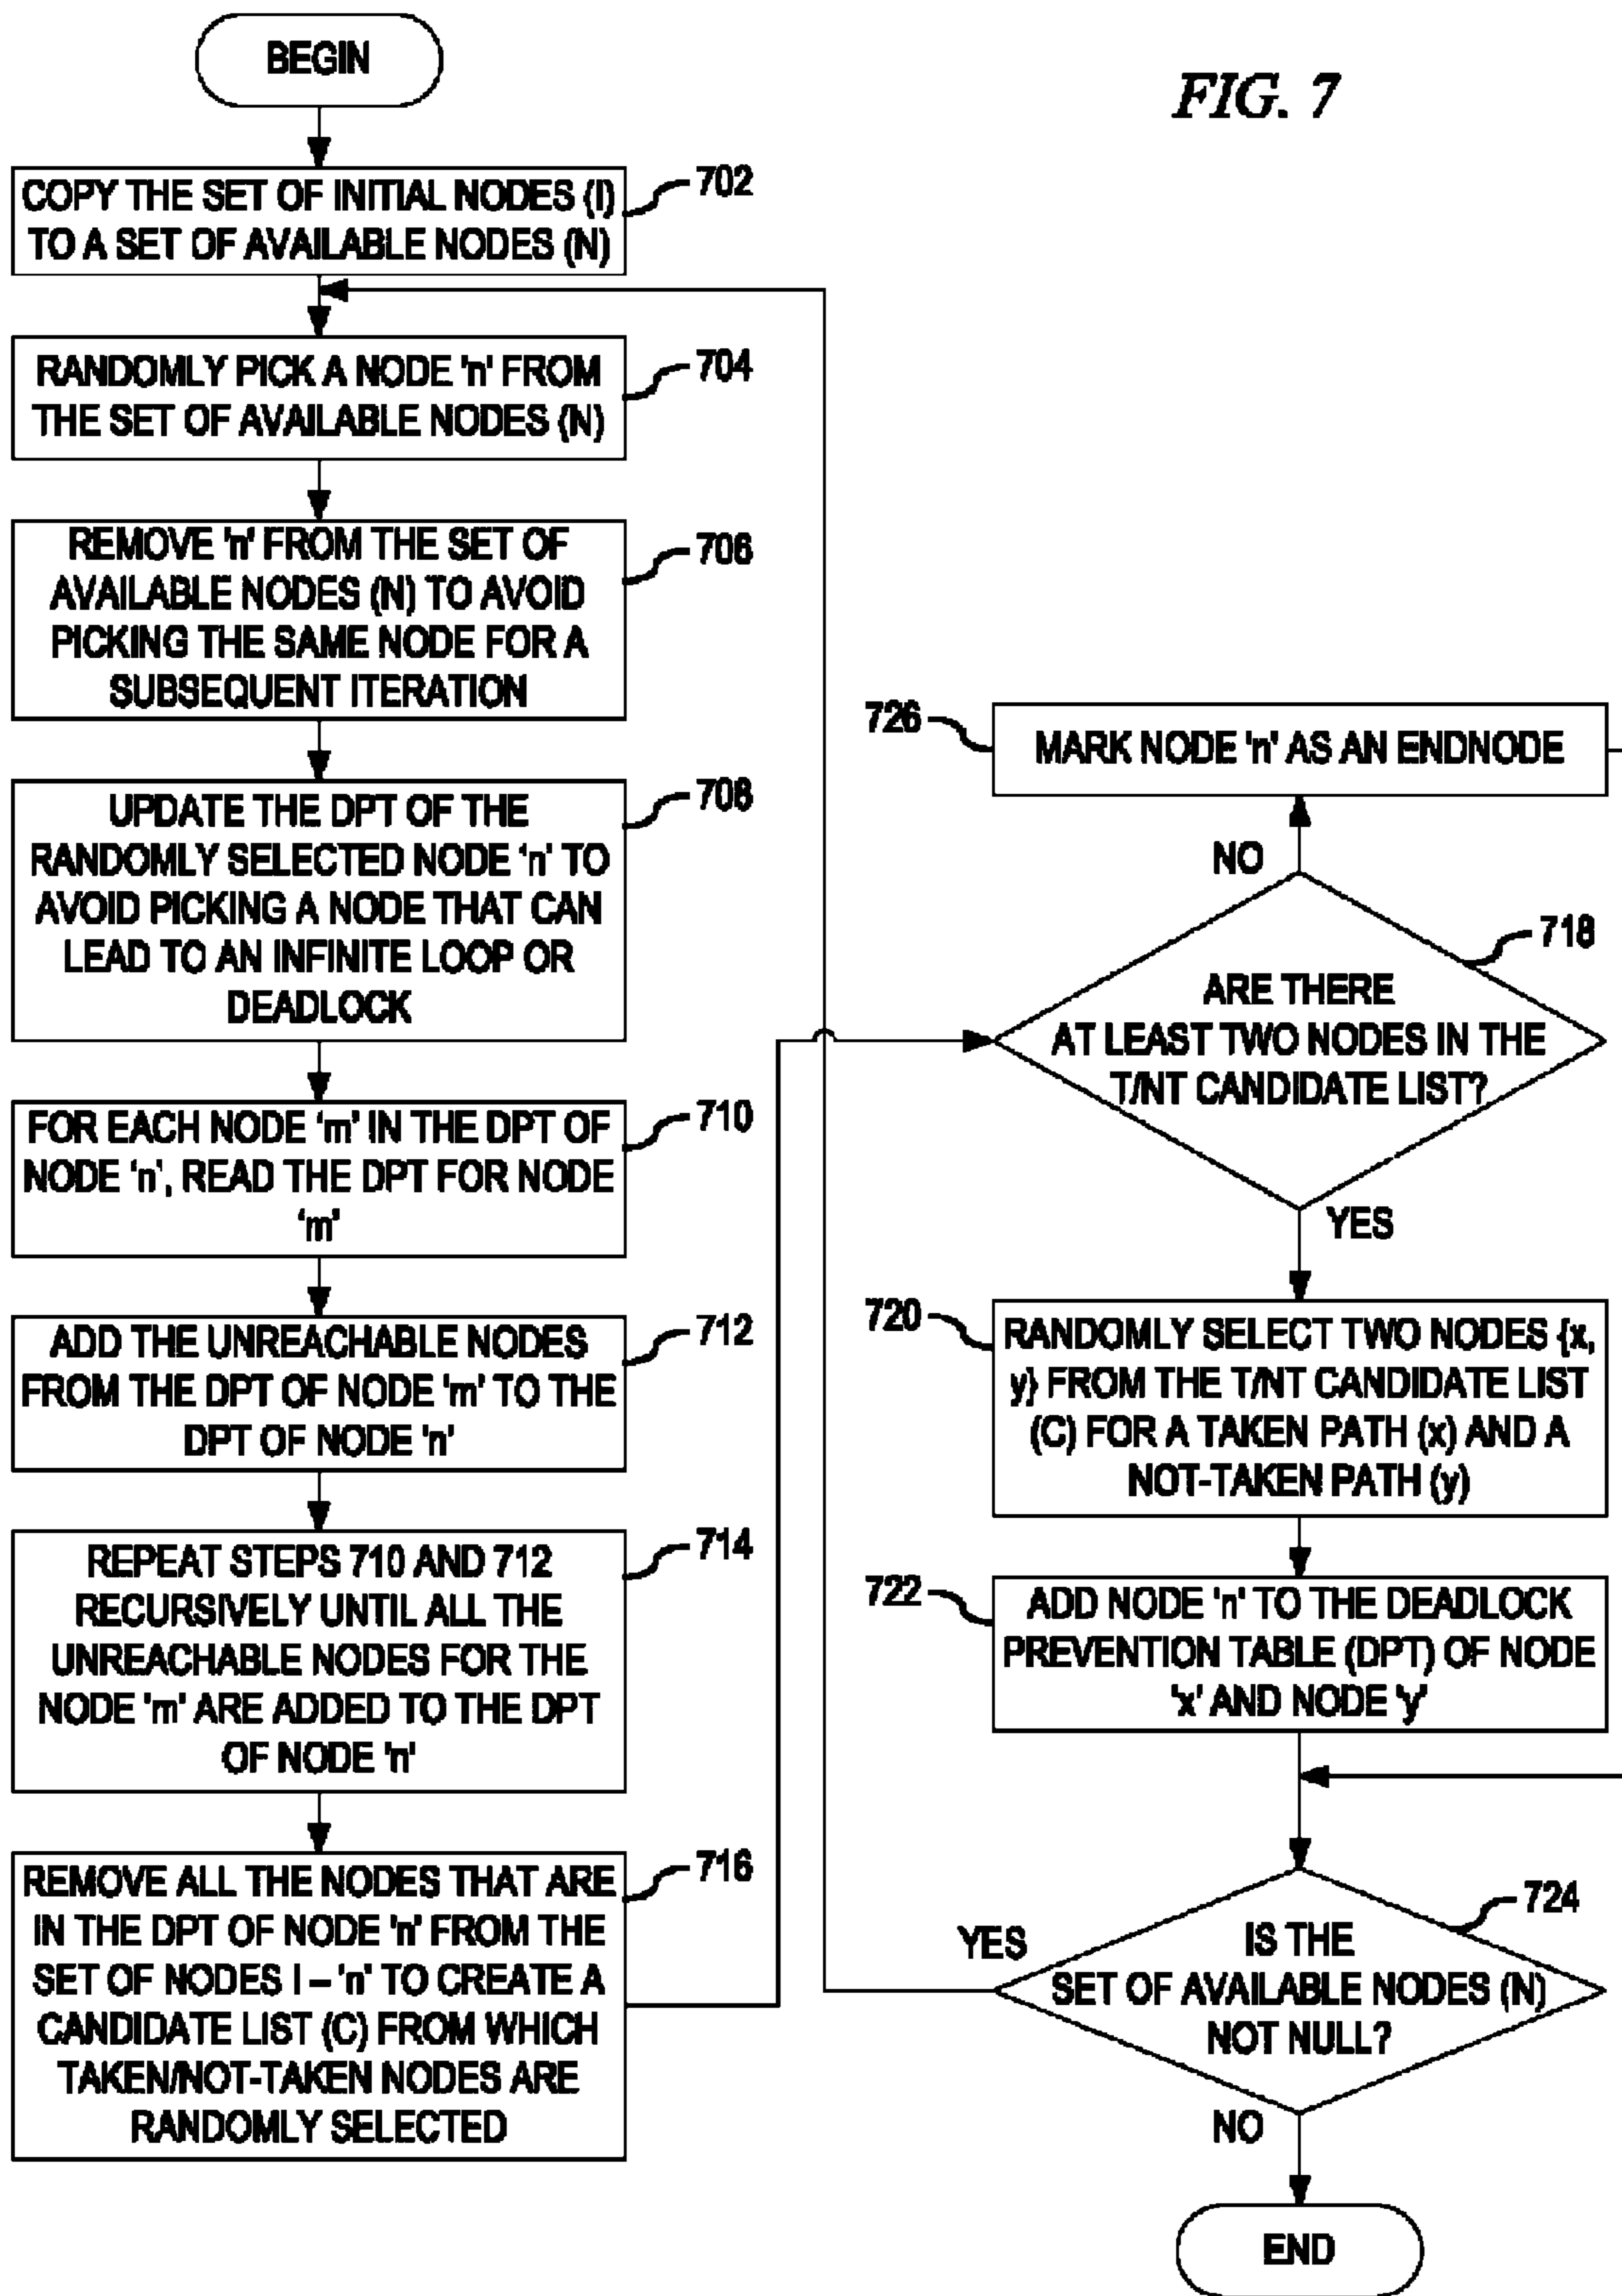 FIG. 7
BEGIN
COPY THE SET OF INITIAL NODES (I)
TO A SET OF AVAILABLE NODES (N)
702
RANDOMLY PICK A NODE 'n' FROM
THE SET OF AVAILABLE NODES (N)
704
REMOVE 'n' FROM THE SET OF
AVAILABLE NODES (N) TO AVOID
PICKING THE SAME NODE FOR A
SUBSEQUENT ITERATION
706
UPDATE THE DPT OF THE
RANDOMLY SELECTED NODE ‘n’ TO
AVOID PICKING A NODE THAT CAN
LEAD TO AN INFINITE LOOP OR
DEADLOCK
708
FOR EACH NODE ‘m’ IN THE DPT OF
NODE ‘n’, READ THE DPT FOR NODE
‘m’
710
ADD THE UNREACHABLE NODES
FROM THE DPT OF NODE 'm' TO THE
DPT OF NODE 'n'
712
REPEAT STEPS 710 AND 712
RECURSIVELY UNTIL ALL THE
UNREACHABLE NODES FOR THE
NODE 'm' ARE ADDED TO THE DPT
OF NODE 'n'
714
REMOVE ALL THE NODES THAT ARE
IN THE DPT OF NODE 'n' FROM THE
SET OF NODES I – 'n' TO CREATE A
CANDIDATE LIST (C) FROM WHICH
TAKEN/NOT-TAKEN NODES ARE
RANDOMLY SELECTED
716
726
MARK NODE 'n' AS AN ENDNODE
NO
718
ARE THERE
AT LEAST TWO NODES IN THE
T/NT CANDIDATE LIST?
YES
720
RANDOMLY SELECT TWO NODES {x,
y} FROM THE T/NT CANDIDATE LIST
(C) FOR A TAKEN PATH (x) AND A
NOT-TAKEN PATH (y)
722
ADD NODE 'n' TO THE DEADLOCK
PREVENTION TABLE (DPT) OF NODE
'x' AND NODE 'y'
724
YES
IS THE
SET OF AVAILABLE NODES (N)
NOT NULL?
NO
END